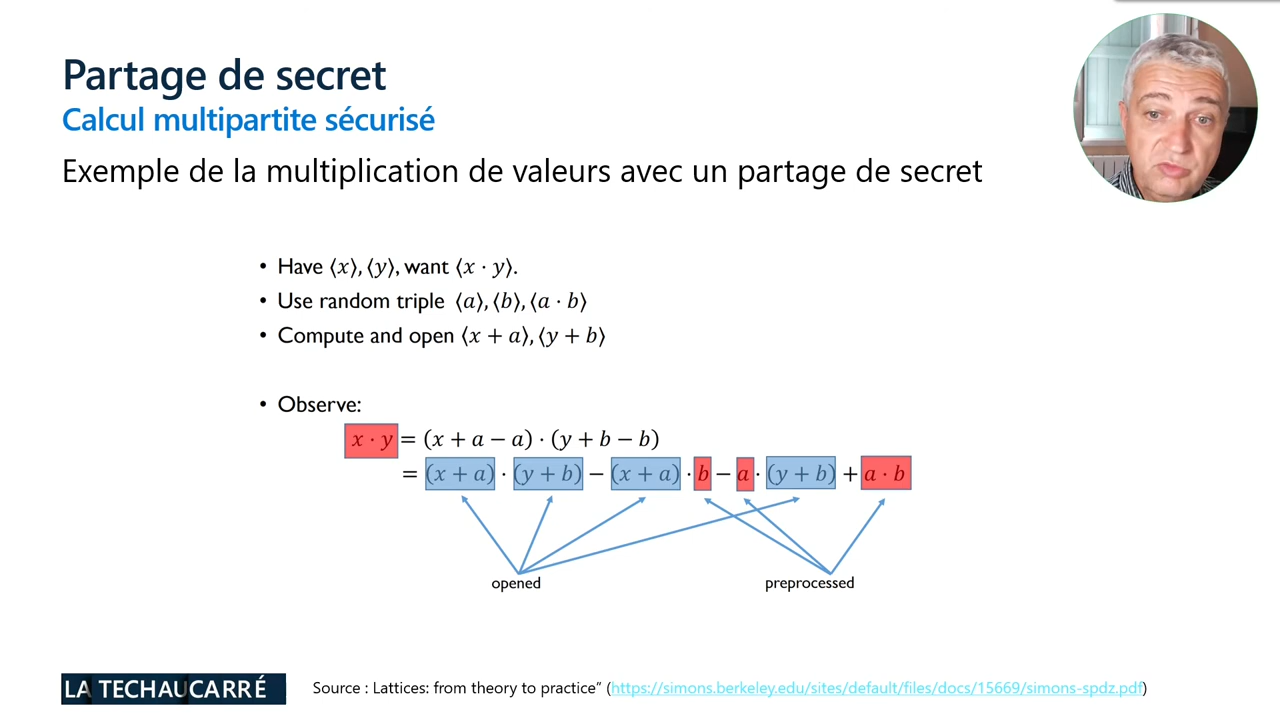 Partage de secret
Calcul multipartite sécurisé
Exemple de la multiplication de valeurs avec un partage de secret
• Have ⟨x⟩, ⟨y⟩, want ⟨x · y⟩.
• Use random triple ⟨a⟩, ⟨b⟩, ⟨a · b⟩
• Compute and open ⟨x + a⟩, ⟨y + b⟩
• Observe:
x · y = (x + a − a) · (y + b − b)
= (x + a) · (y + b) − (x + a) · b − a · (y + b) + a · b
opened preprocessed
LA TECHAUCARRÉ
Source : Lattices: from theory to practice” (https://simons.berkeley.edu/sites/default/files/docs/15669/simons-spdz.pdf)